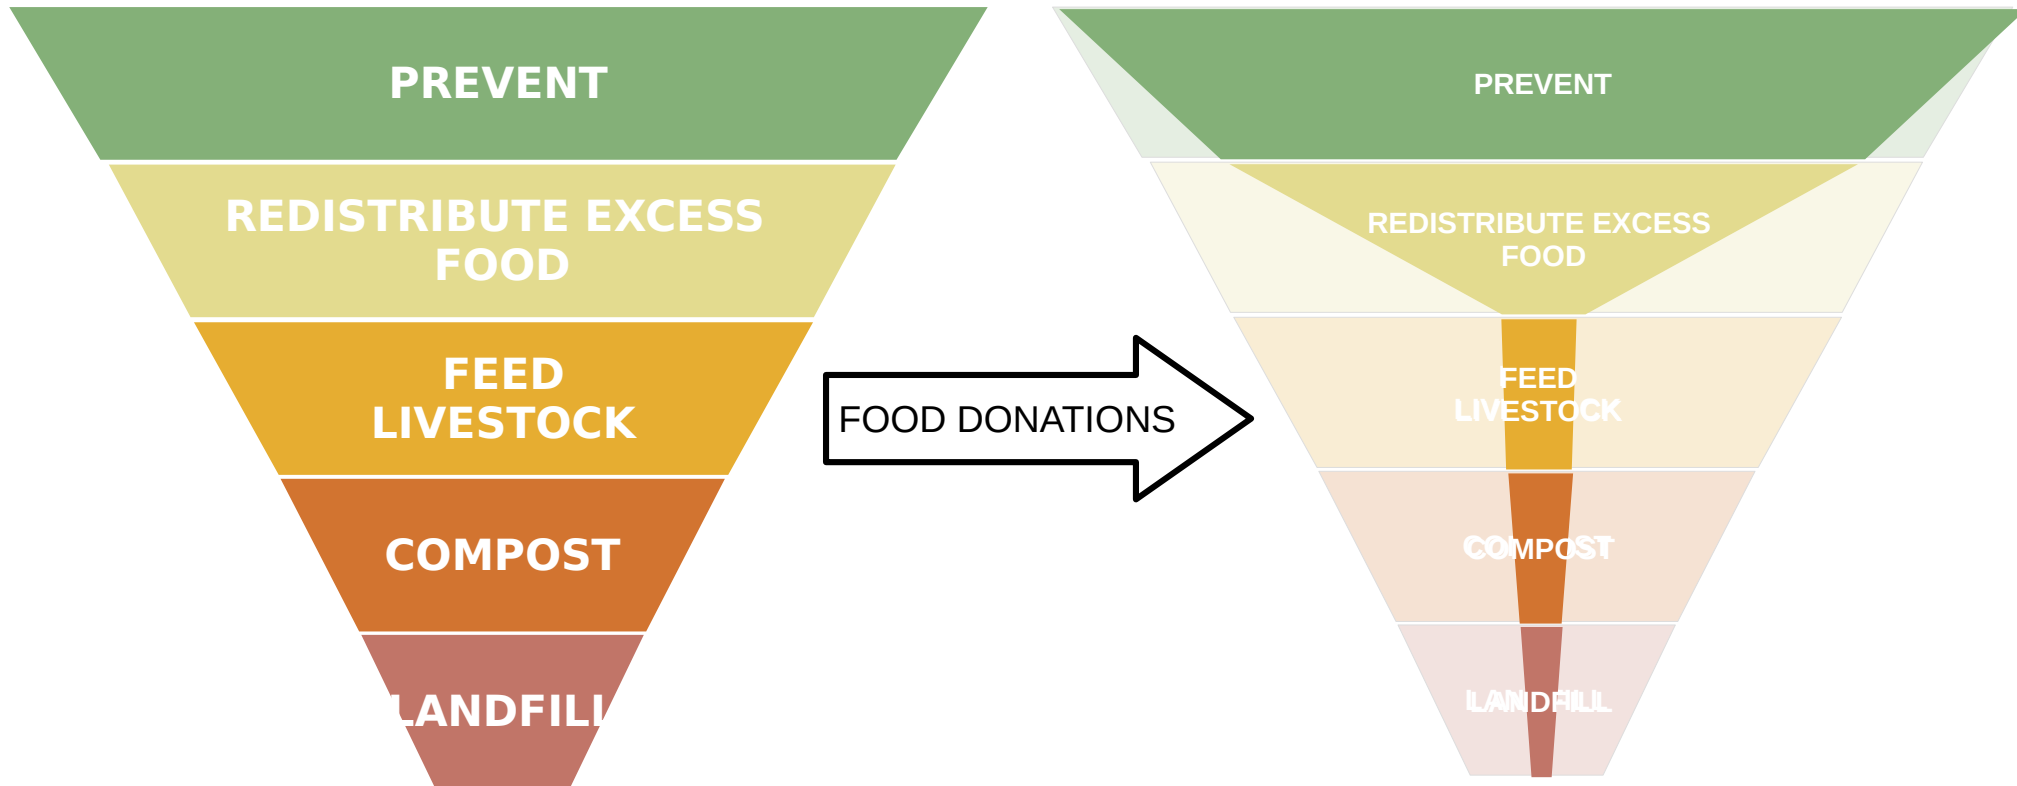 PREVENT
REDISTRIBUTE EXCESS
FOOD
FEED
LIVESTOCK
COMPOST
LANDFILL
FOOD DONATIONS
PREVENT
REDISTRIBUTE EXCESS
FOOD
FEED
LIVESTOCK
COMPOST
LANDFILL